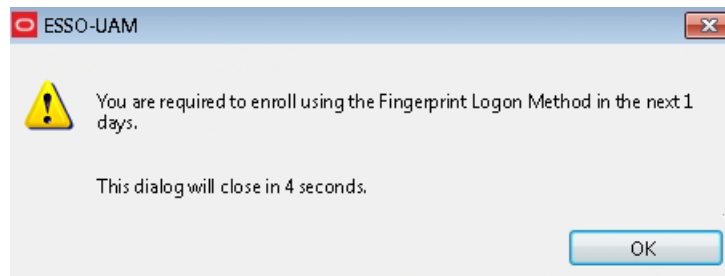 ESSO-UAM
You are required to enroll using the Fingerprint Logon Method in the next 1
days.
This dialog will close in 4 seconds.
OK